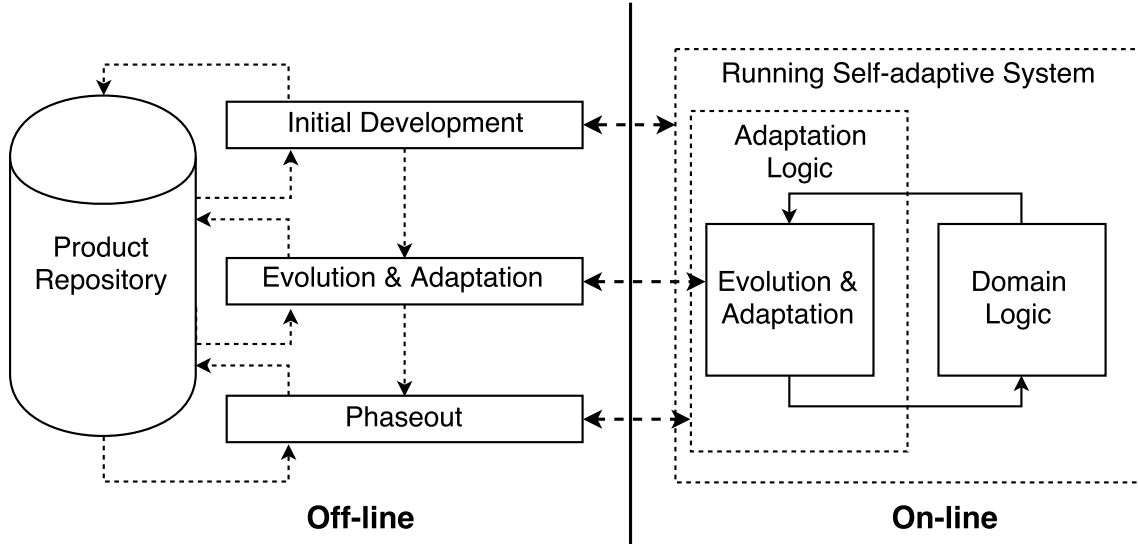 Running Self-adaptive System
Initial Development
Adaptation
Logic
Product
Repository
Evolution & Adaptation
Evolution &
Adaptation
Domain
Logic
Phaseout
Off-line
On-line